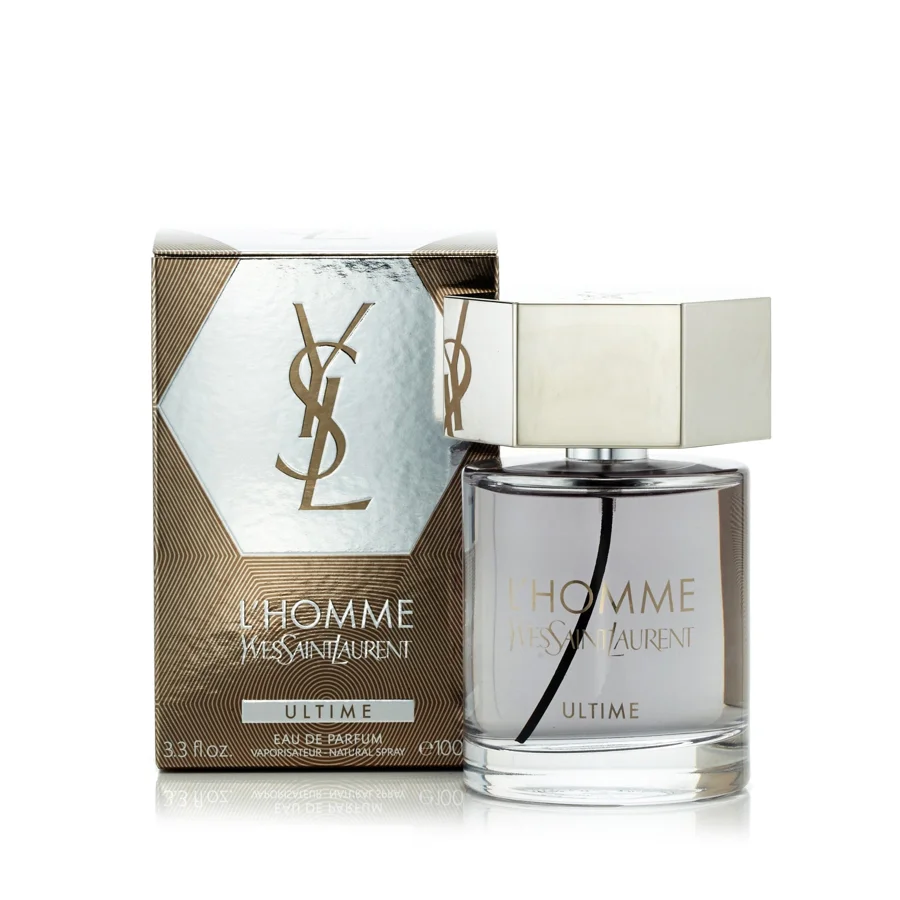 YSL
L'HOMME
YVESSAINTLAURENT
ULTIME
EAU DE PARFUM
3.3 fl.oz.
VAPORISATEUR - NATURAL SPRAY
℮100
L'HOMME
YVESSAINTLAURENT
ULTIME